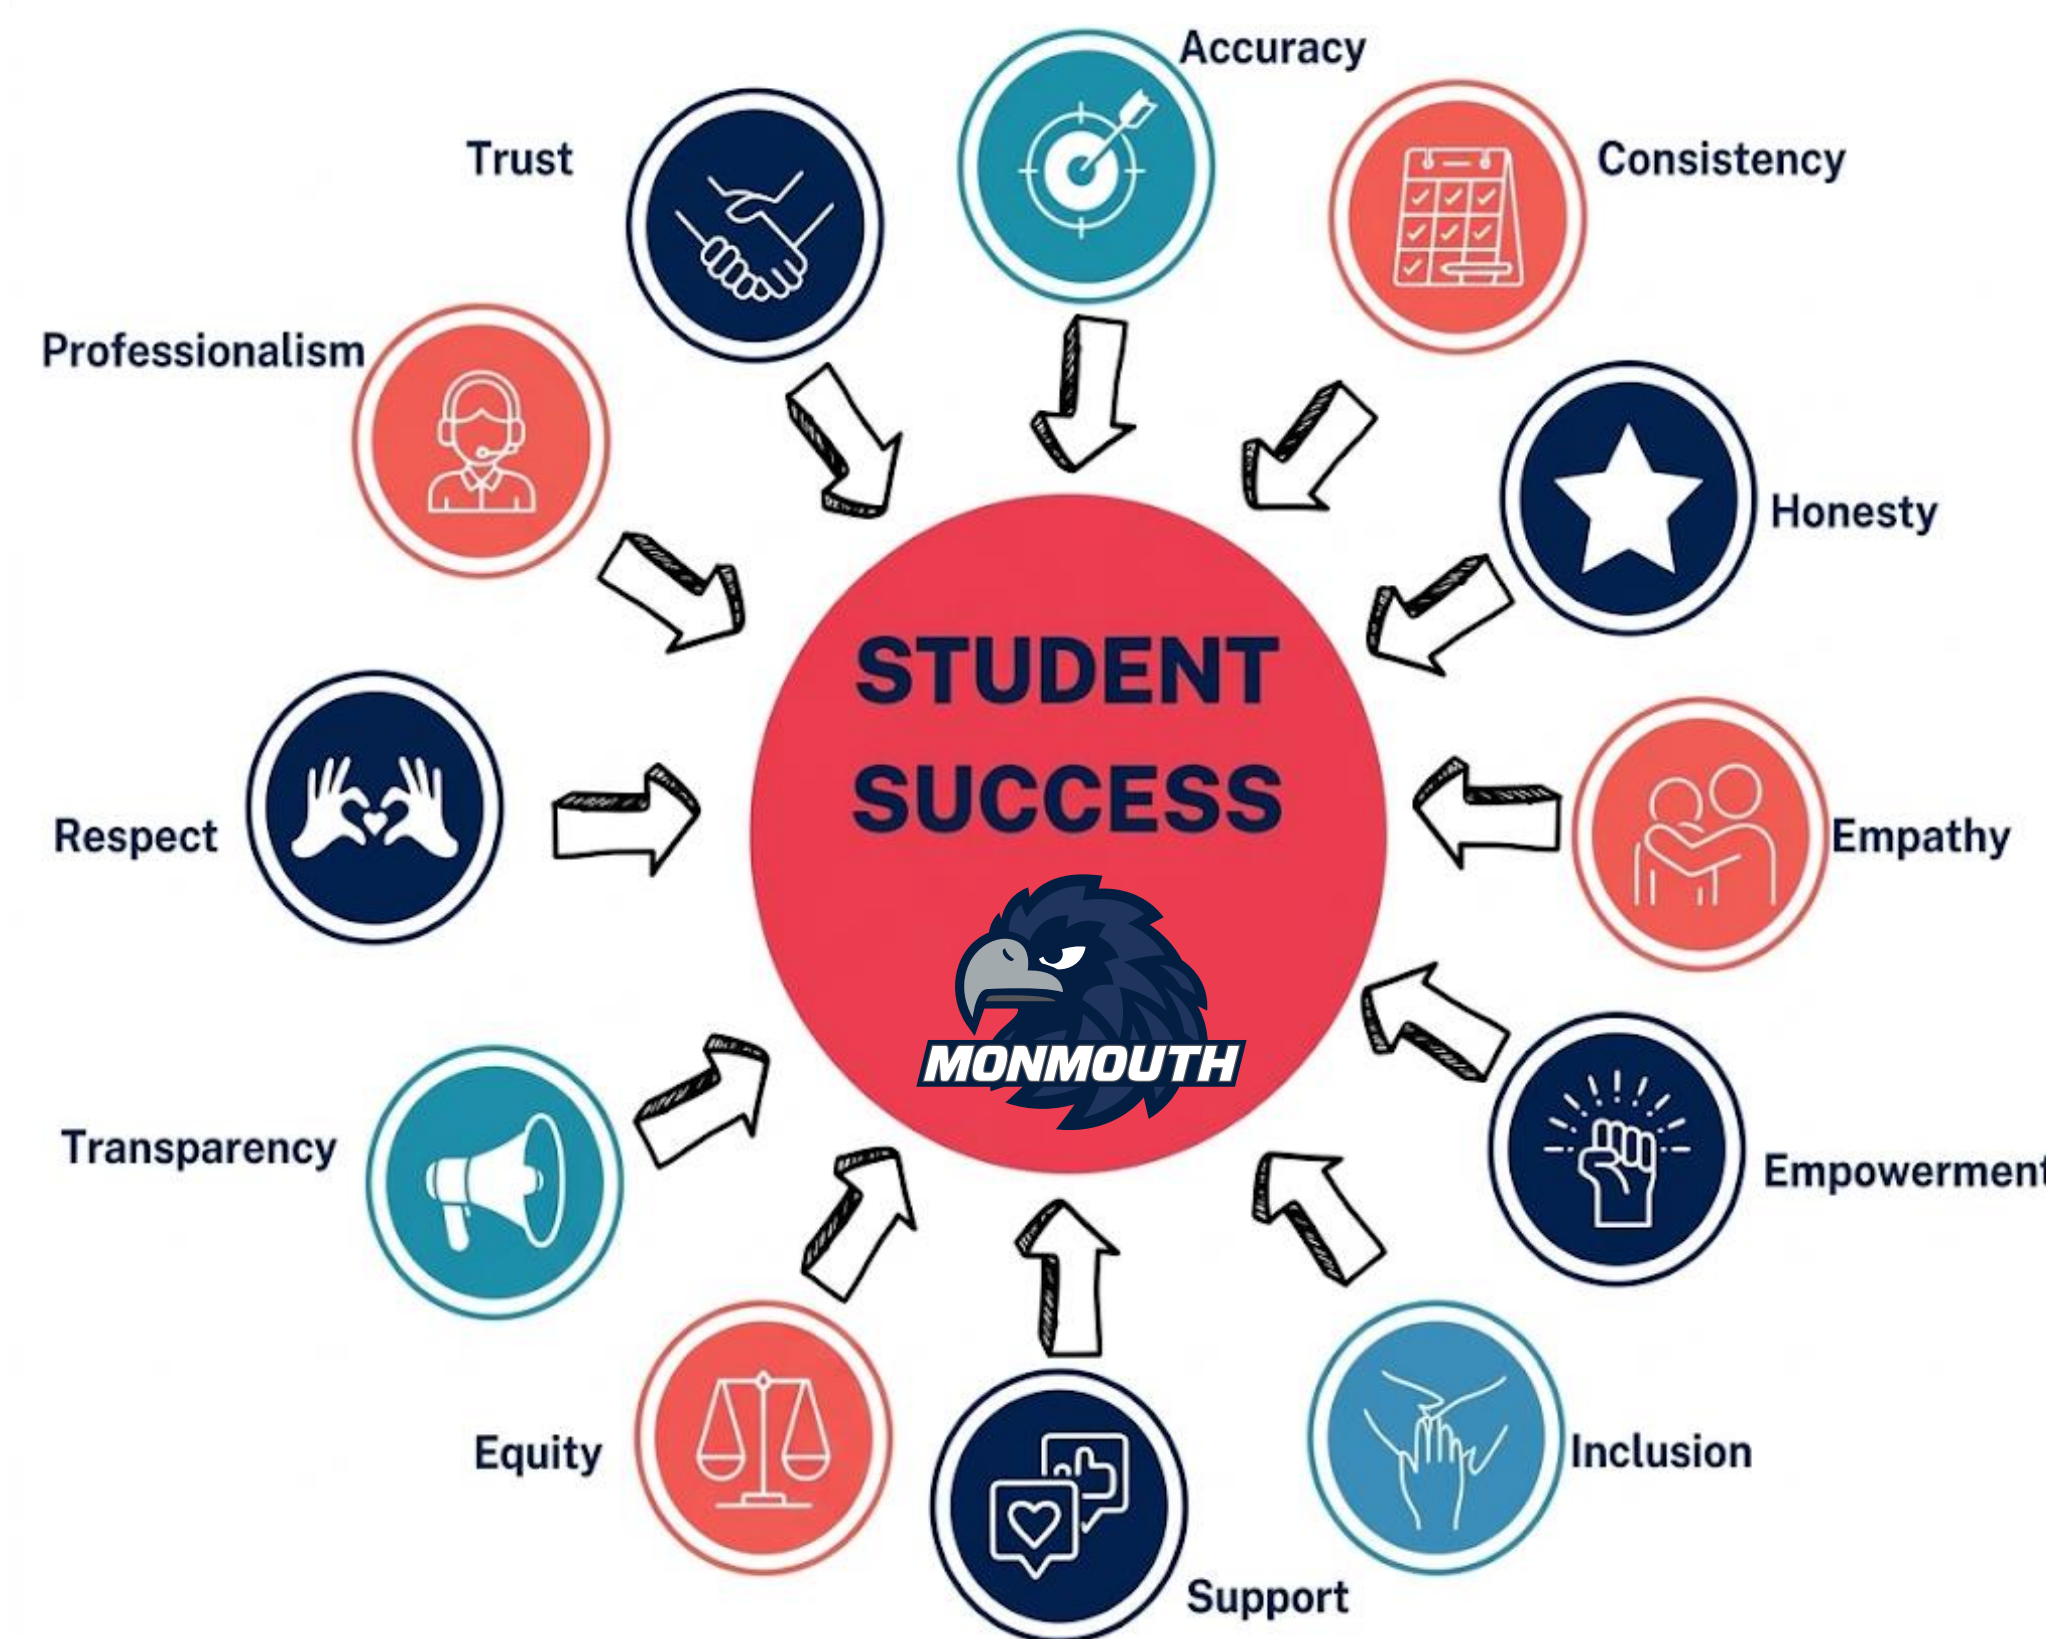 Accuracy
Trust
Consistency
Professionalism
Honesty
STUDENT
SUCCESS
Respect
Empathy
MONMOUTH
Transparency
Empowerment
Equity
Inclusion
Support